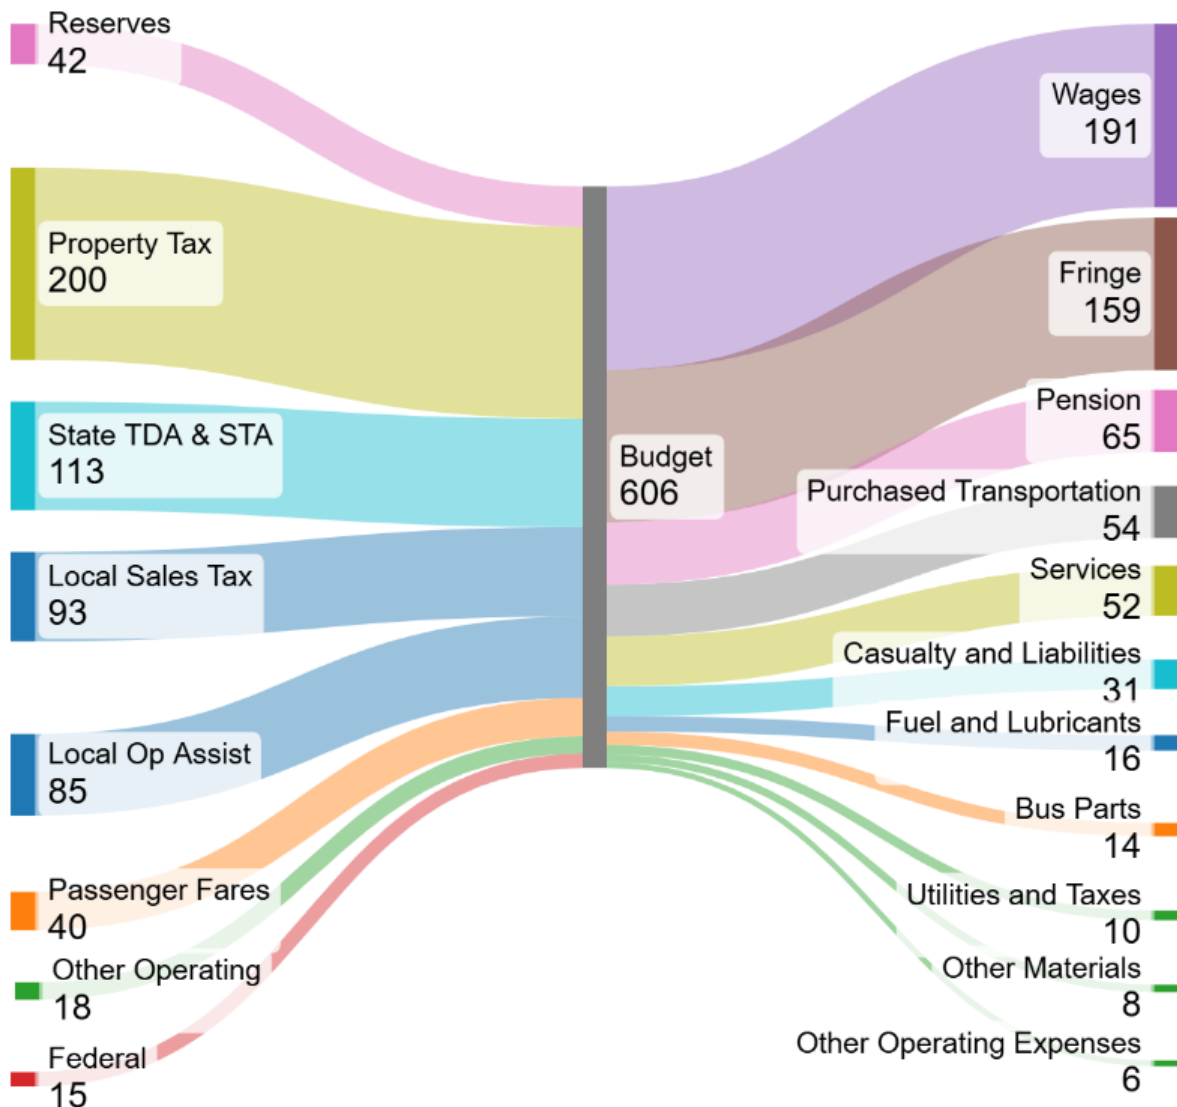 Reserves
42
Property Tax
200
State TDA & STA
113
Local Sales Tax
93
Local Op Assist
85
Passenger Fares
40
Other Operating
18
Federal
15
Budget
606
Wages
191
Fringe
159
Pension
65
Purchased Transportation
54
Services
52
Casualty and Liabilities
31
Fuel and Lubricants
16
Bus Parts
14
Utilities and Taxes
10
Other Materials
8
Other Operating Expenses
6